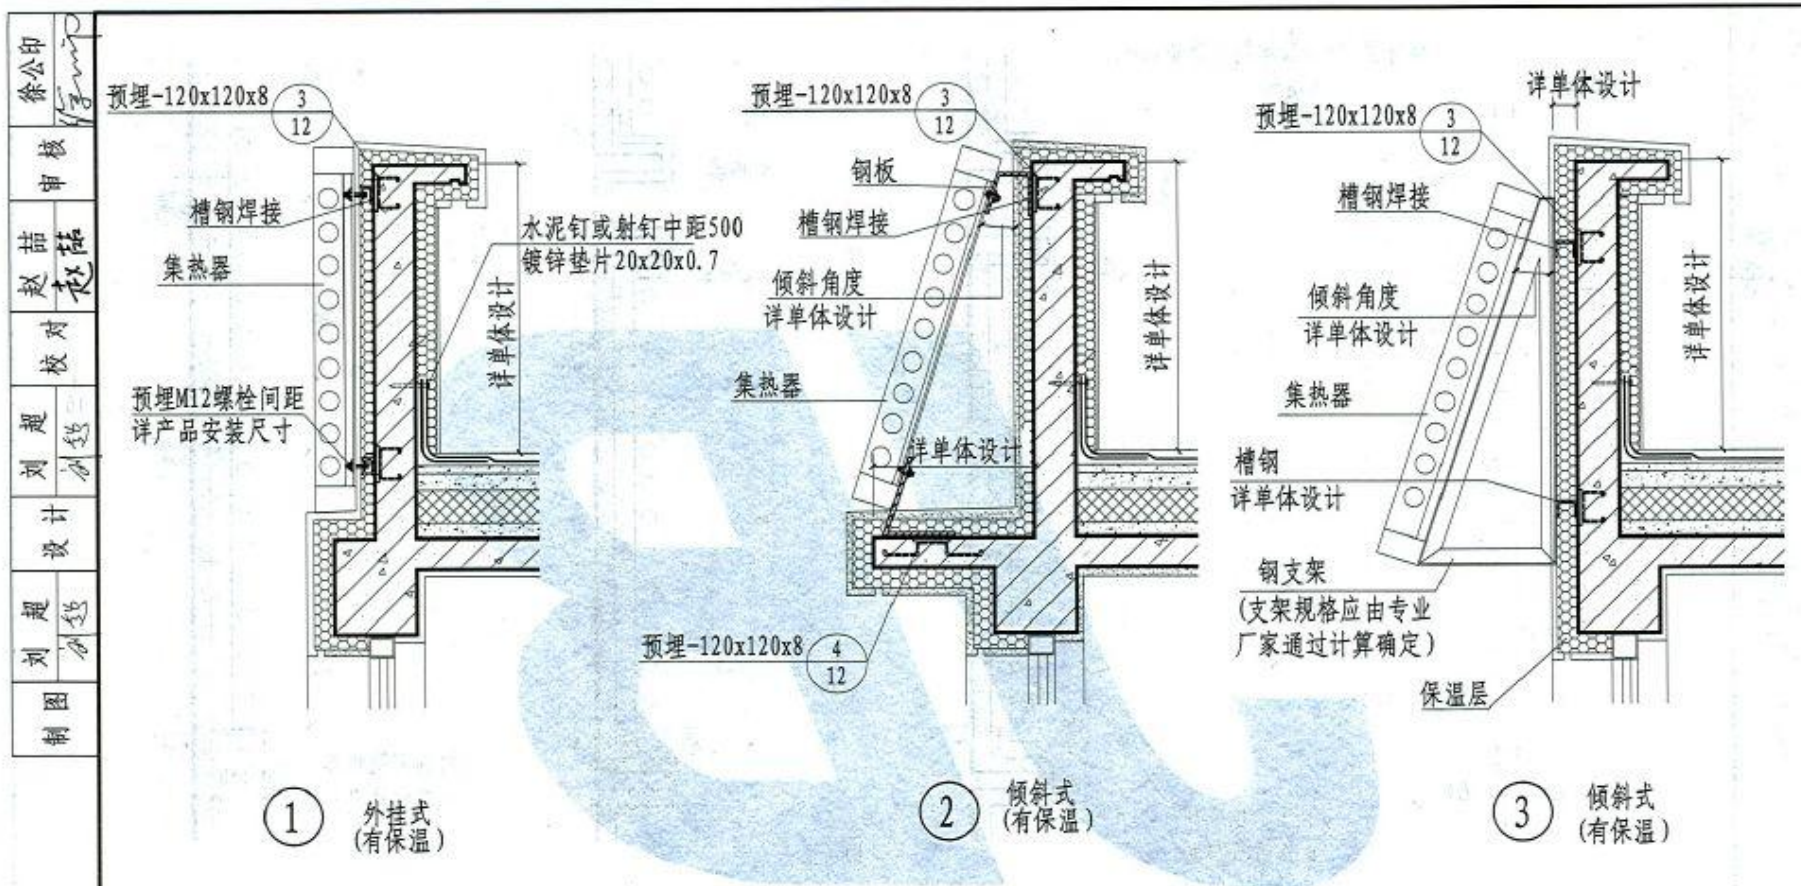 徐公印
审核
赵喆
校对
刘超
设计
刘超
制图
预埋-120x120x8
3
12
槽钢焊接
集热器
预埋M12螺栓间距
详产品安装尺寸
水泥钉或射钉中距500
镀锌垫片20x20x0.7
详单体设计
1
外挂式
(有保温)
预埋-120x120x8
3
12
钢板
槽钢焊接
倾斜角度
详单体设计
集热器
详单体设计
详单体设计
预埋-120x120x8
4
12
2
倾斜式
(有保温)
详单体设计
预埋-120x120x8
3
12
槽钢焊接
倾斜角度
详单体设计
集热器
详单体设计
槽钢
详单体设计
钢支架
(支架规格应由专业
厂家通过计算确定)
保温层
3
倾斜式
(有保温)